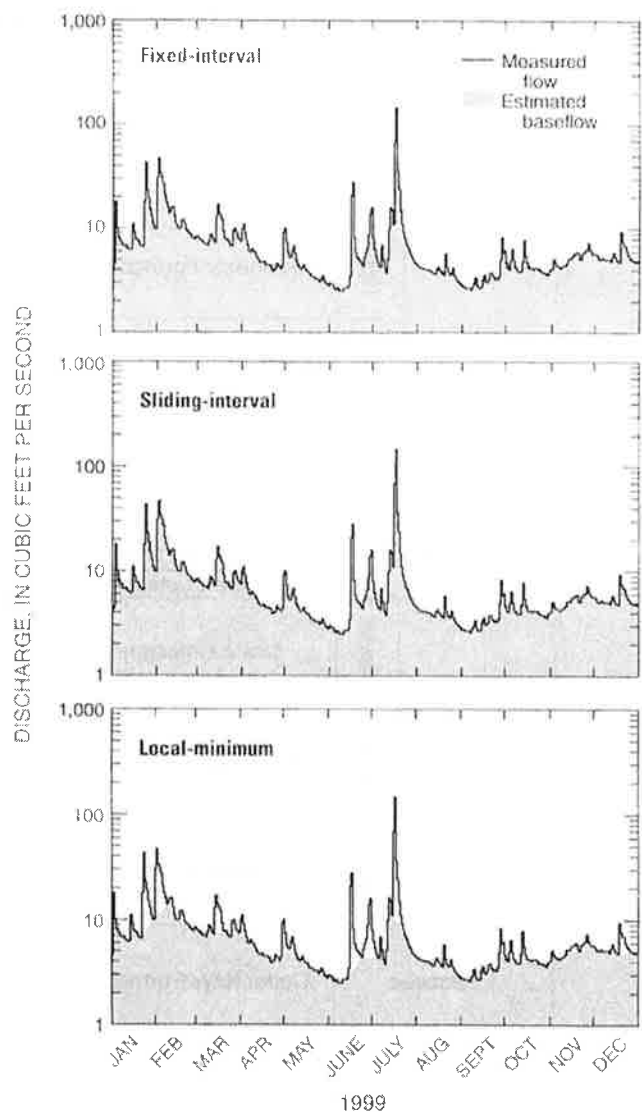 DISCHARGE, IN CUBIC FEET PER SECOND
1,000
100
10
1
Fixed-interval
Measured
flow
Estimated
baseflow
1,000
100
10
1
Sliding-interval
1,000
100
10
1
Local-minimum
JAN FEB MAR APR MAY JUNE JULY AUG SEPT OCT NOV DEC
1999